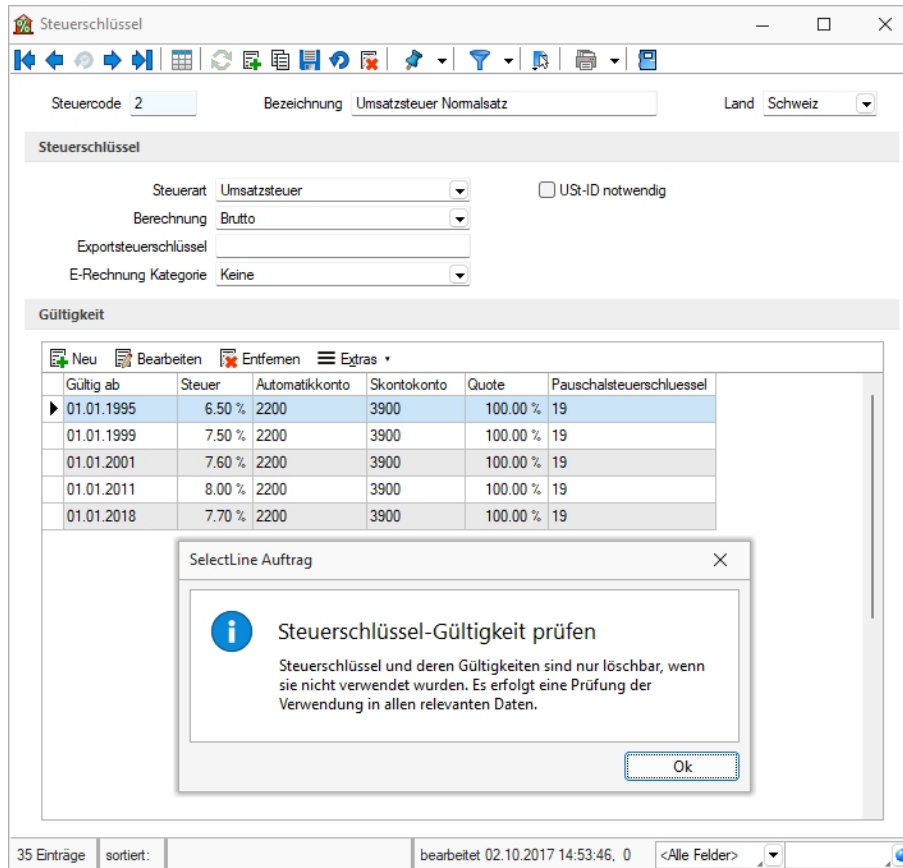 Steuerschlüssel
Steuercode 2 Bezeichnung Umsatzsteuer Normalsatz Land Schweiz
Steuerschlüssel
Steuerart Umsatzsteuer USt-ID notwendig
Berechnung Brutto
Exportsteuerschlüssel
E-Rechnung Kategorie Keine
Gültigkeit
Neu Bearbeiten Entfernen Extras
Gültig ab Steuer Automatikkonto Skontokonto Quote Pauschalsteuerschluessel
01.01.1995 6.50 % 2200 3900 100.00 % 19
01.01.1999 7.50 % 2200 3900 100.00 % 19
01.01.2001 7.60 % 2200 3900 100.00 % 19
01.01.2011 8.00 % 2200 3900 100.00 % 19
01.01.2018 7.70 % 2200 3900 100.00 % 19
SelectLine Auftrag
Steuerschlüssel-Gültigkeit prüfen
Steuerschlüssel und deren Gültigkeiten sind nur löschbar, wenn
sie nicht verwendet wurden. Es erfolgt eine Prüfung der
Verwendung in allen relevanten Daten.
Ok
35 Einträge sortiert: bearbeitet 02.10.2017 14:53:46, 0 <Alle Felder>